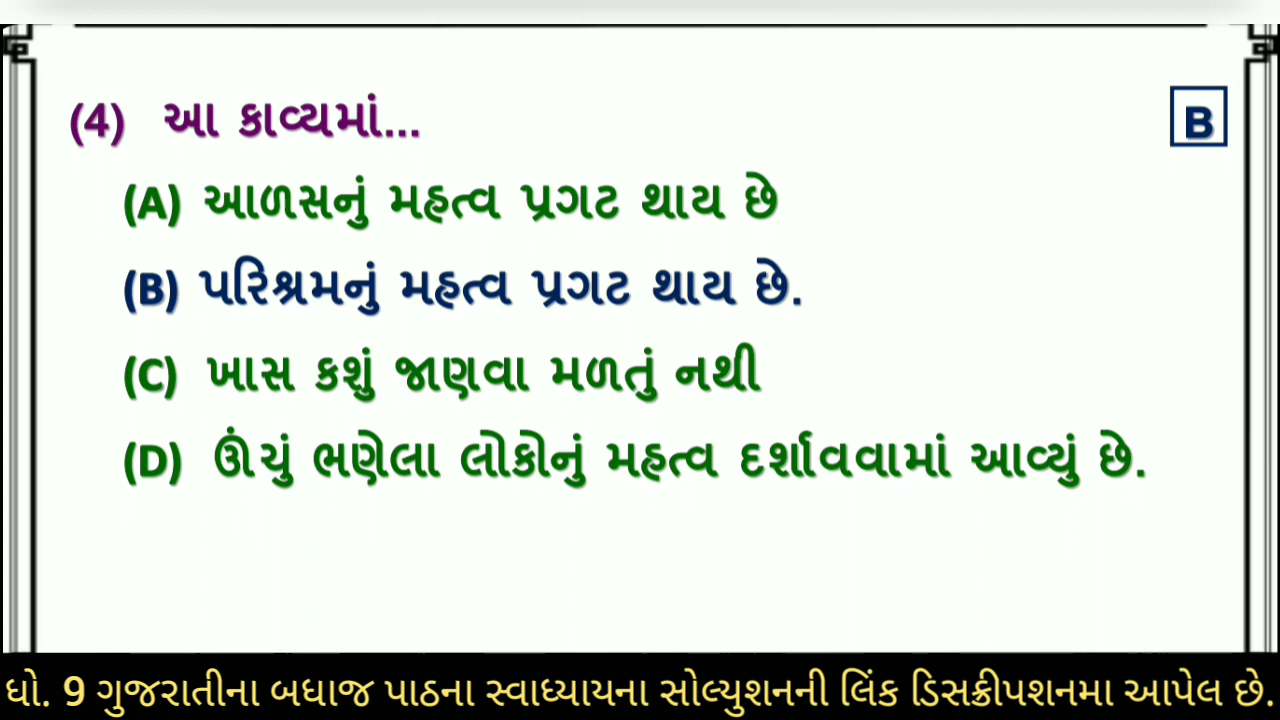 (4) આ કાવ્યમાં...
B
(A) આળસનું મહત્વ પ્રગટ થાય છે
(B) પરિશ્રમનું મહત્વ પ્રગટ થાય છે.
(C) ખાસ કશું જાણવા મળતું નથી
(D) ઊંચું ભણેલા લોકોનું મહત્વ દર્શાવવામાં આવ્યું છે.
ધો. 9 ગુજરાતીના બધાજ પાઠના સ્વાધ્યાયના સોલ્યુશનની લિંક ડિસક્રીપશનમા આપેલ છે.